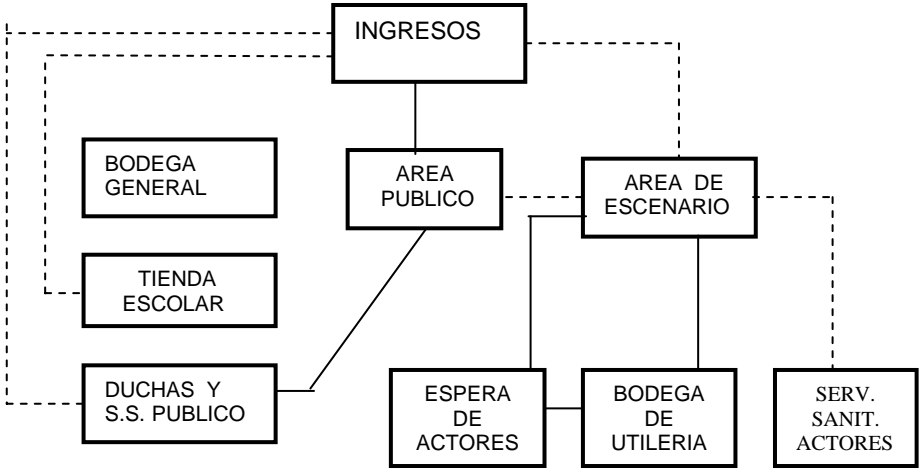 INGRESOS
BODEGA
GENERAL
AREA
PUBLICO
AREA DE
ESCENARIO
TIENDA
ESCOLAR
DUCHAS Y
S.S. PUBLICO
ESPERA
DE
ACTORES
BODEGA
DE
UTILERIA
SERV.
SANIT.
ACTORES